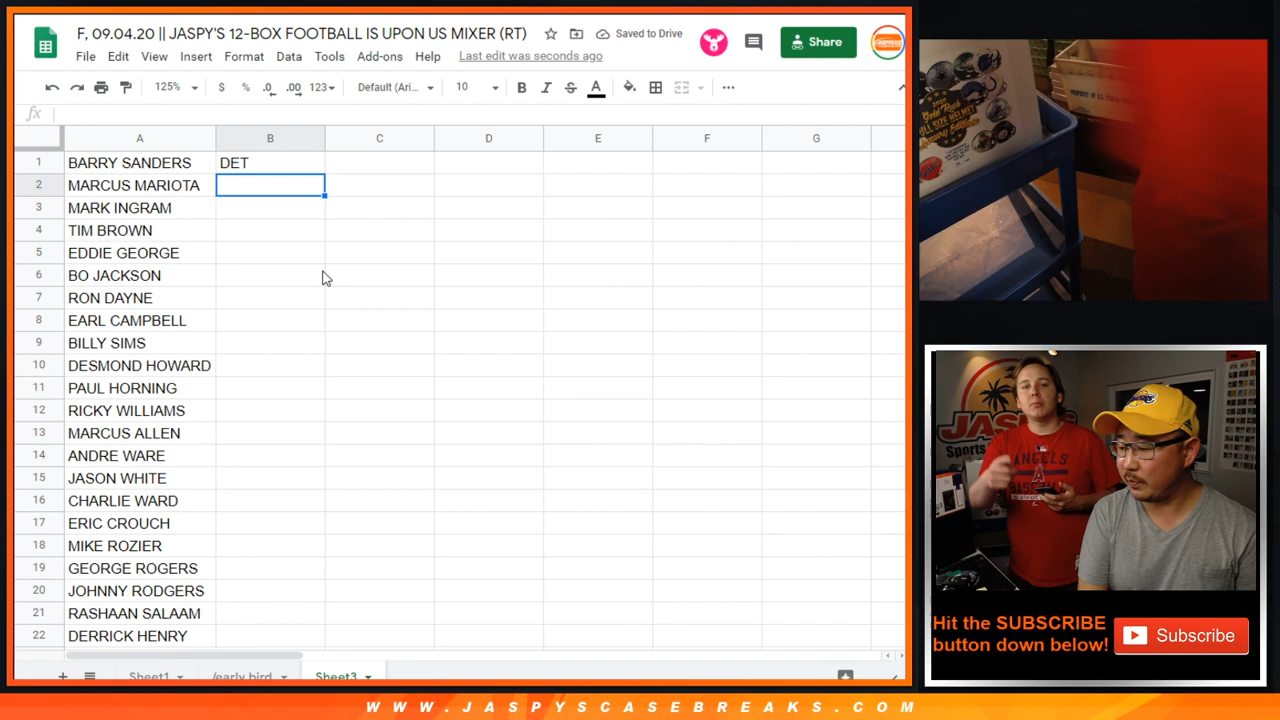 F, 09.04.20 || JASPY'S 12-BOX FOOTBALL IS UPON US MIXER (RT)
Saved to Drive
Share
File Edit View Insert Format Data Tools Add-ons Help Last edit was seconds ago
125% $ % .0 .00 123 Default (Ari... 10 B I S A
fx
A B C D E F G
1 BARRY SANDERS DET
2 MARCUS MARIOTA
3 MARK INGRAM
4 TIM BROWN
5 EDDIE GEORGE
6 BO JACKSON
7 RON DAYNE
8 EARL CAMPBELL
9 BILLY SIMS
10 DESMOND HOWARD
11 PAUL HORNING
12 RICKY WILLIAMS
13 MARCUS ALLEN
14 ANDRE WARE
15 JASON WHITE
16 CHARLIE WARD
17 ERIC CROUCH
18 MIKE ROZIER
19 GEORGE ROGERS
20 JOHNNY RODGERS
21 RASHAAN SALAAM
22 DERRICK HENRY
Sheet1 /early bird Sheet3
JASPY'S
ANGELS
BASEBALL
Hit the SUBSCRIBE
button down below!
Subscribe
WWW.JASPYSCASEBREAKS.COM